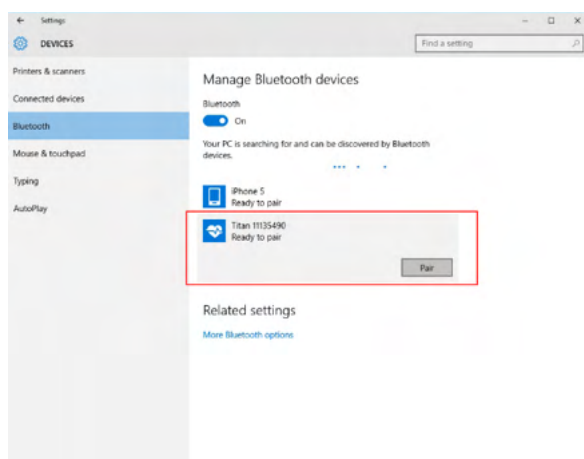 Settings
DEVICES
Find a setting
Printers & scanners
Connected devices
Bluetooth
Mouse & touchpad
Typing
AutoPlay
Manage Bluetooth devices
Bluetooth
On
Your PC is searching for and can be discovered by Bluetooth
devices.
iPhone 5
Ready to pair
Titan 11135490
Ready to pair
Pair
Related settings
More Bluetooth options